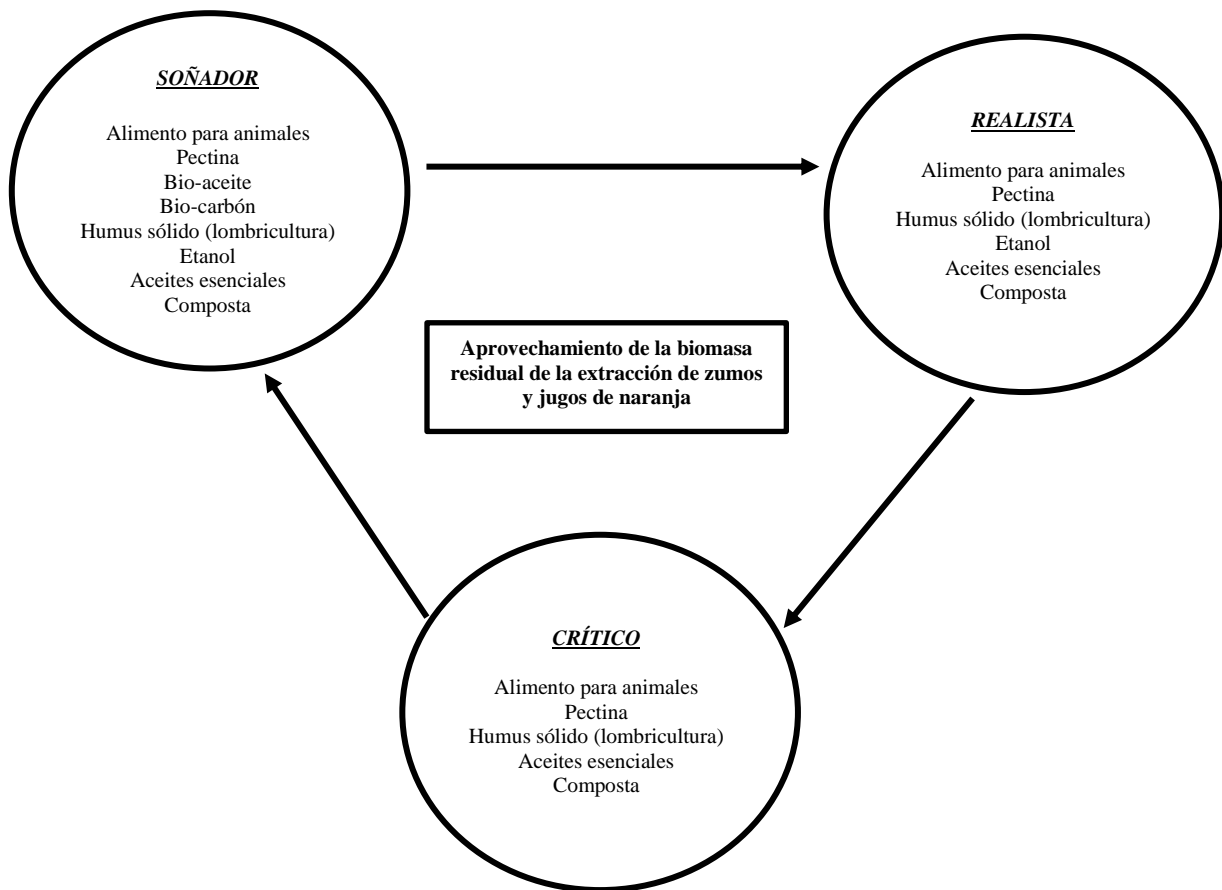 SOÑADOR
Alimento para animales
Pectina
Bio-aceite
Bio-carbón
Humus sólido (lombricultura)
Etanol
Aceites esenciales
Composta
REALISTA
Alimento para animales
Pectina
Humus sólido (lombricultura)
Etanol
Aceites esenciales
Composta
Aprovechamiento de la biomasa
residual de la extracción de zumos
y jugos de naranja
CRÍTICO
Alimento para animales
Pectina
Humus sólido (lombricultura)
Aceites esenciales
Composta